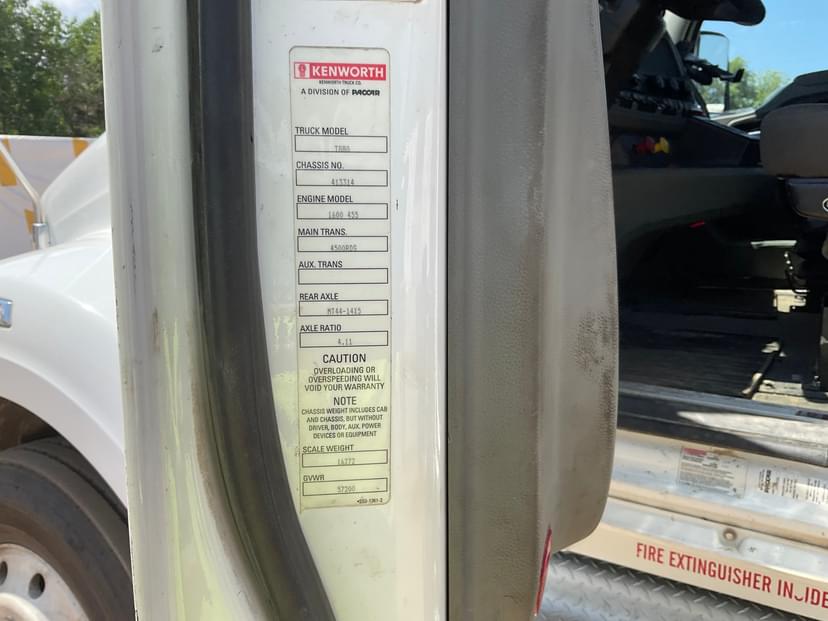 KENWORTH
KENWORTH TRUCK CO.
A DIVISION OF PACCAR
TRUCK MODEL
T880
CHASSIS NO.
413314
ENGINE MODEL
1600 455
MAIN TRANS.
4500RDS
AUX. TRANS
REAR AXLE
MT44-1415
AXLE RATIO
4.11
CAUTION
OVERLOADING OR
OVERSPEEDING WILL
VOID YOUR WARRANTY
NOTE
CHASSIS WEIGHT INCLUDES CAB
AND CHASSIS, BUT WITHOUT
DRIVER, BODY, AUX. POWER
DEVICES OR EQUIPMENT
SCALE WEIGHT
16772
GVWR
57200
FIRE EXTINGUISHER INSIDE